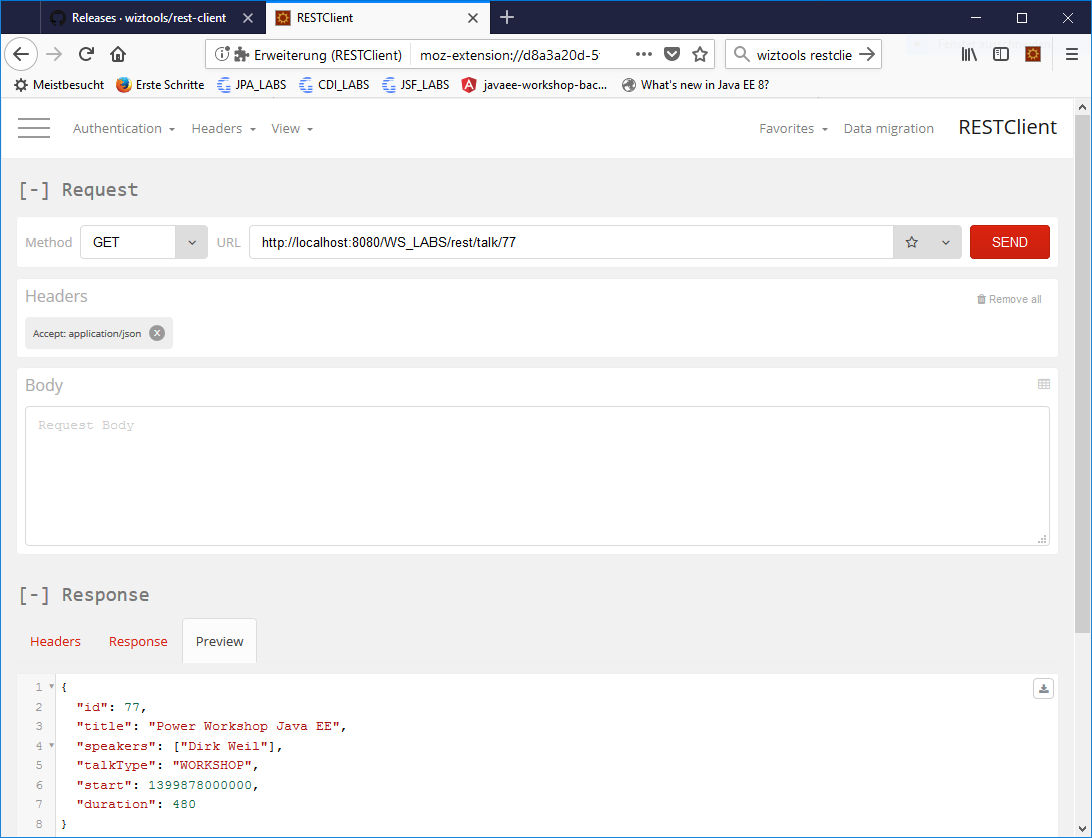 Releases · wiztools/rest-client
RESTClient
Erweiterung (RESTClient)
moz-extension://d8a3a20d-5
wiztools restclie
Meistbesucht
Erste Schritte
JPA_LABS
CDI_LABS
JSF_LABS
javaee-workshop-bac...
What's new in Java EE 8?
Authentication
Headers
View
Favorites
Data migration
RESTClient
[-] Request
Method
GET
URL
http://localhost:8080/WS_LABS/rest/talk/77
SEND
Headers
Remove all
Accept: application/json
Body
Request Body
[-] Response
Headers
Response
Preview
1 {
2 "id": 77,
3 "title": "Power Workshop Java EE",
4 "speakers": ["Dirk Weil"],
5 "talkType": "WORKSHOP",
6 "start": 1399878000000,
7 "duration": 480
8 }